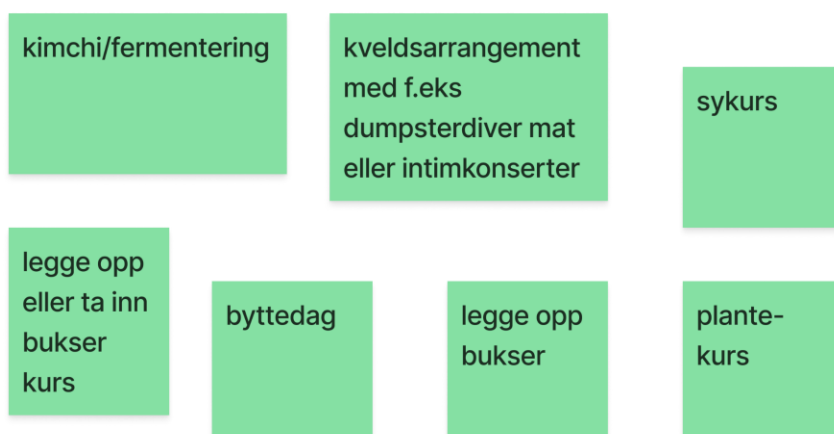 kimchi/fermentering
kveldsarrangement
med f.eks
dumpsterdiver mat
eller intimkonserter
sykurs
legge opp
eller ta inn
bukser
kurs
byttedag
legge opp
bukser
plante-
kurs